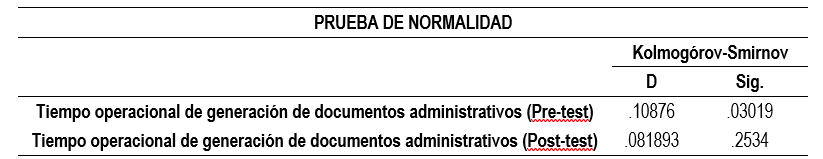 PRUEBA DE NORMALIDAD
Kolmogórov-Smirnov
D Sig.
Tiempo operacional de generación de documentos administrativos (Pre-test) .10876 .03019
Tiempo operacional de generación de documentos administrativos (Post-test) .081893 .2534